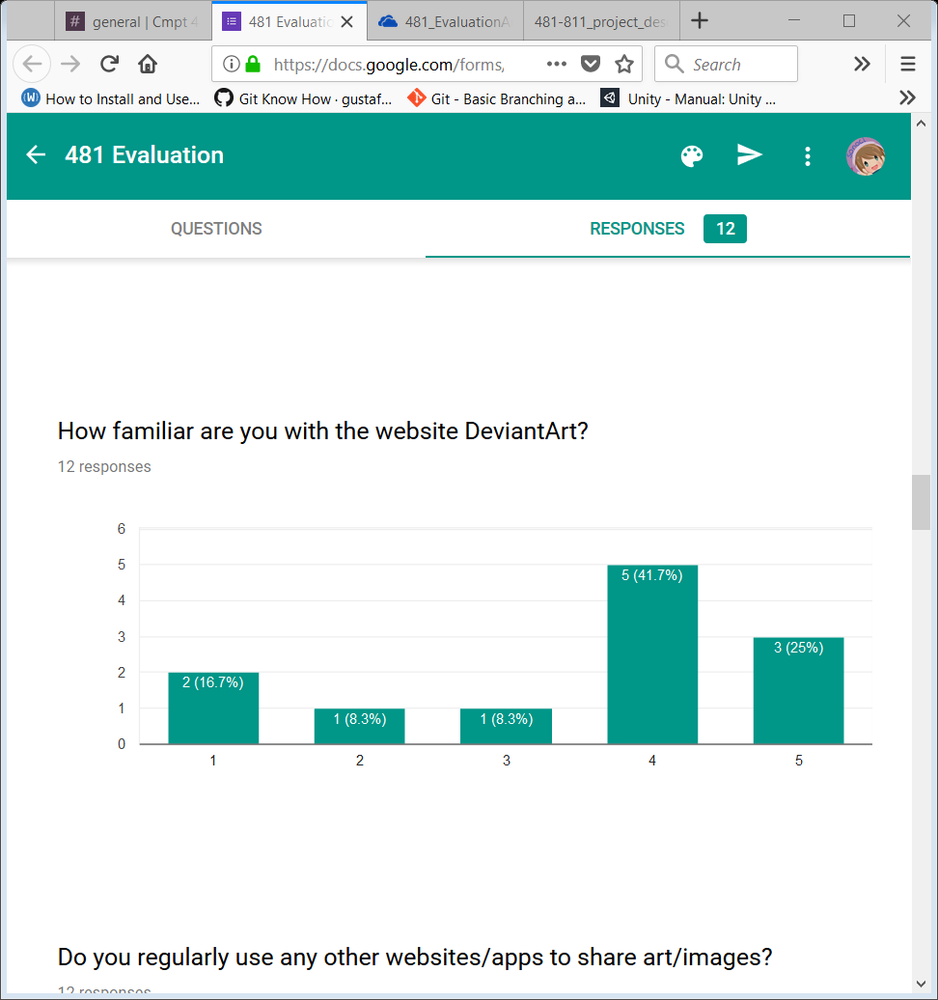 # general | Cmpt 4
481 Evaluatio
481_EvaluationA
481-811_project_des
https://docs.google.com/forms,
Search
How to Install and Use...
Git Know How · gustaf...
Git - Basic Branching a...
Unity - Manual: Unity ...
481 Evaluation
QUESTIONS
RESPONSES 12
How familiar are you with the website DeviantArt?
12 responses
6
5
4
3
2
1
0
2 (16.7%)
1 (8.3%)
1 (8.3%)
5 (41.7%)
3 (25%)
1 2 3 4 5
Do you regularly use any other websites/apps to share art/images?
12 responses